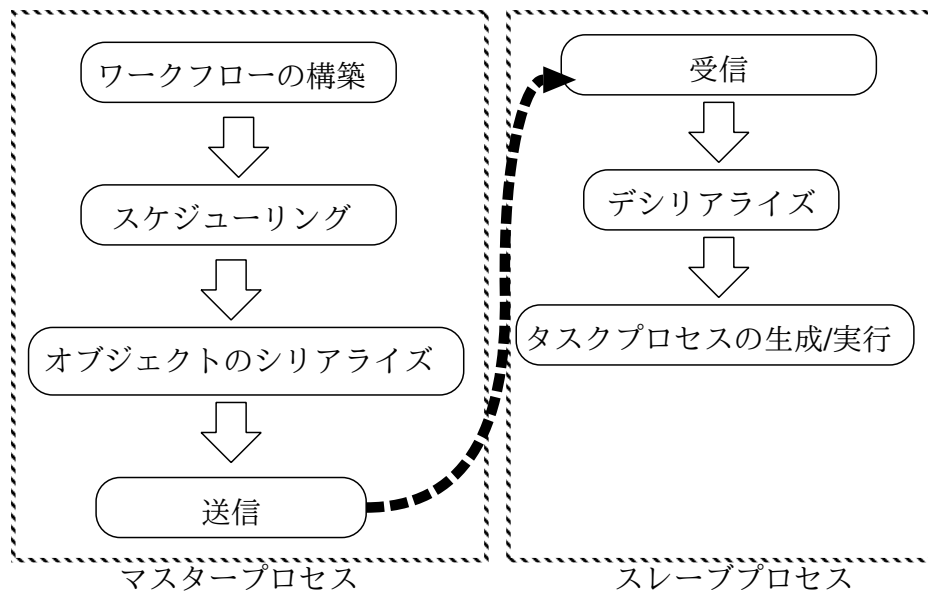 ワークフローの構築
スケジューリング
オブジェクトのシリアライズ
送信
マスタープロセス
受信
デシリアライズ
タスクプロセスの生成/実行
スレーブプロセス